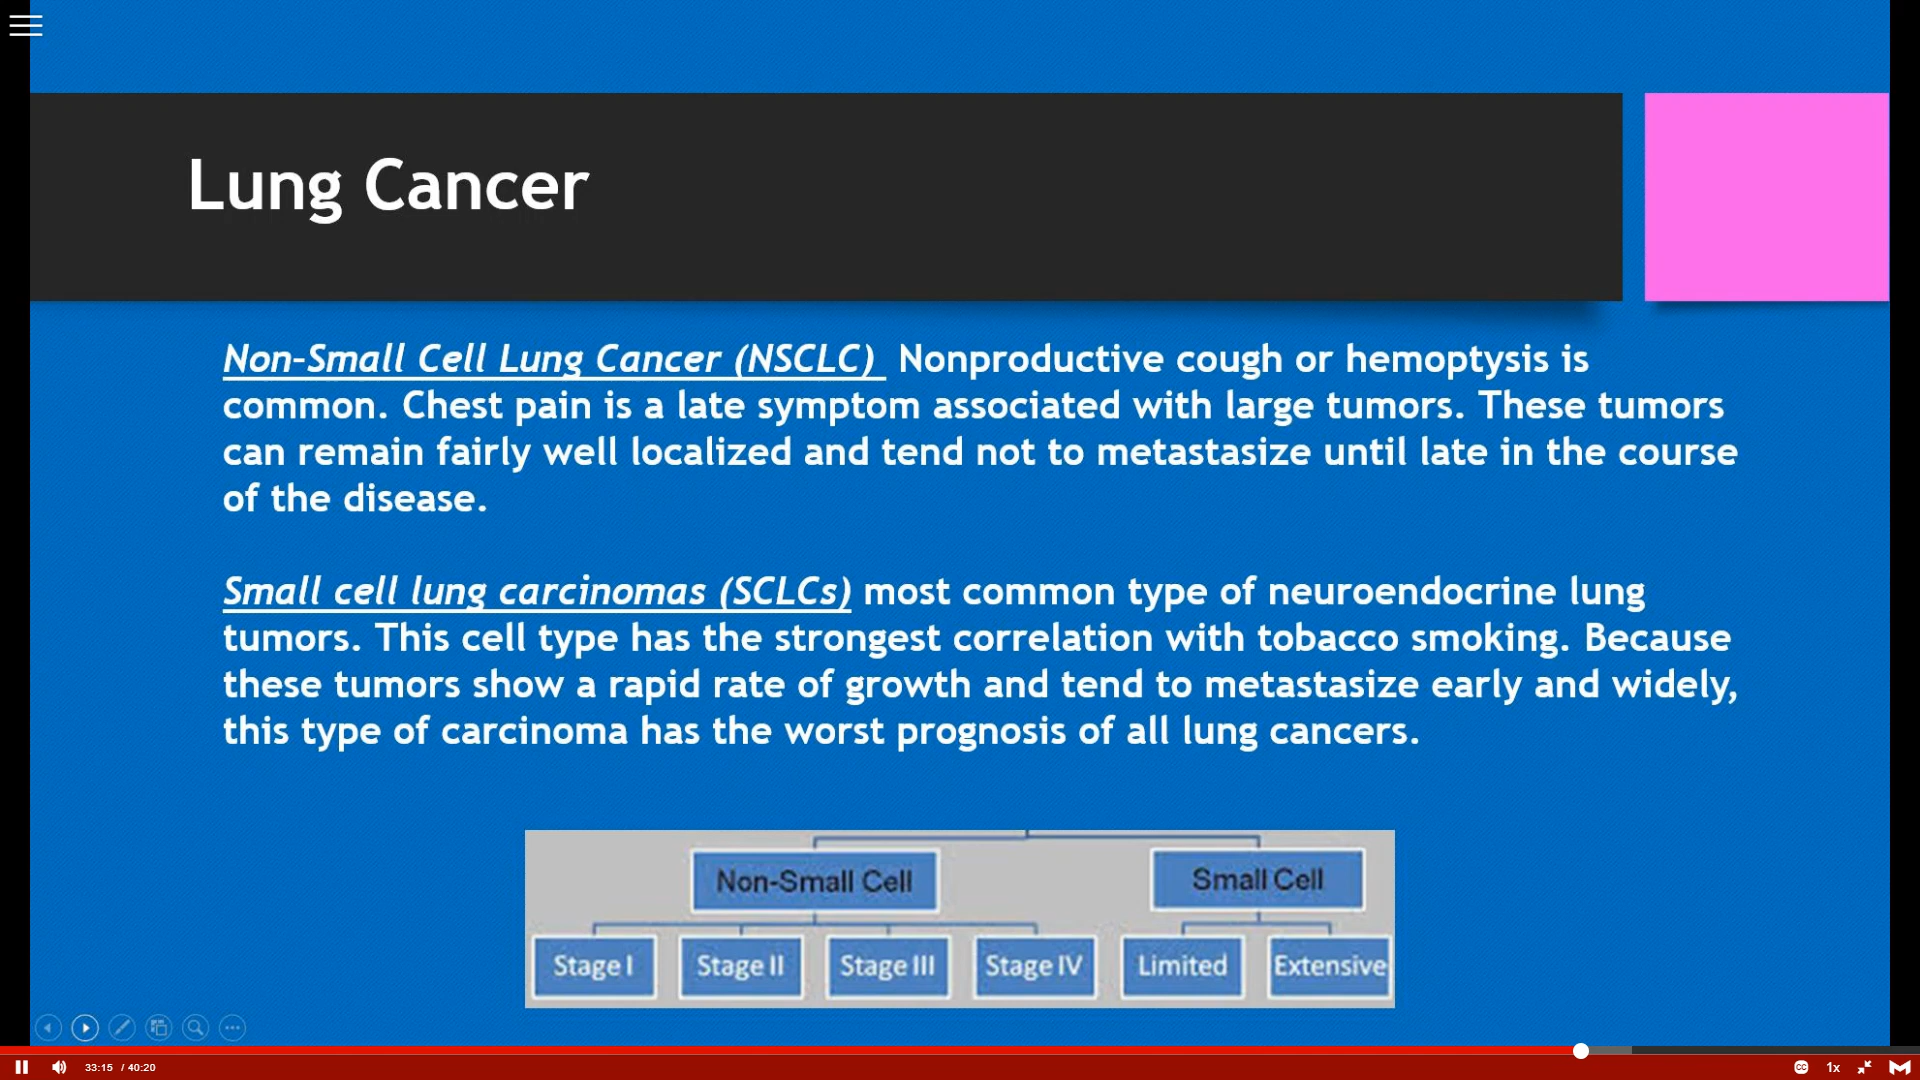 Lung Cancer
Non-Small Cell Lung Cancer (NSCLC) Nonproductive cough or hemoptysis is
common. Chest pain is a late symptom associated with large tumors. These tumors
can remain fairly well localized and tend not to metastasize until late in the course
of the disease.
Small cell lung carcinomas (SCLCs) most common type of neuroendocrine lung
tumors. This cell type has the strongest correlation with tobacco smoking. Because
these tumors show a rapid rate of growth and tend to metastasize early and widely,
this type of carcinoma has the worst prognosis of all lung cancers.
Non-Small Cell
Small Cell
Stage I
Stage II
Stage III
Stage IV
Limited
Extensive
33:15 / 40:20
CC
1x